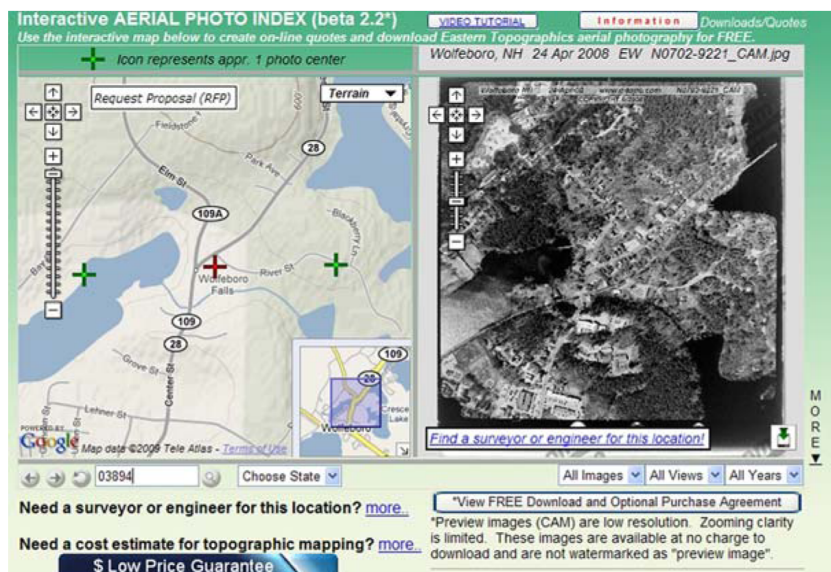 Interactive AERIAL PHOTO INDEX (beta 2.2*)
VIDEO TUTORIAL
Information
Downloads/Quotes
Use the interactive map below to create on-line quotes and download Eastern Topographics aerial photography for FREE.
Icon represents appr. 1 photo center
Wolfeboro, NH 24 Apr 2008 EW N0702-9221_CAM.jpg
Request Proposal (RFP)
Terrain
600'
28
Park Ave
Elm St
109A
Blackberry Ln
River St
Wolfeboro
Falls
109
28
Grove St
Center St
Lehner St
109
28
Cresce
Lake
Wolfeboro
POWERED BY
Google
Map data ©2009 Tele Atlas - Terms of Use
Find a surveyor or engineer for this location!
MORE
03894
Choose State
All Images
All Views
All Years
Need a surveyor or engineer for this location? more..
Need a cost estimate for topographic mapping? more..
$ Low Price Guarantee
*View FREE Download and Optional Purchase Agreement
*Preview images (CAM) are low resolution. Zooming clarity
is limited. These images are available at no charge to
download and are not watermarked as "preview image".